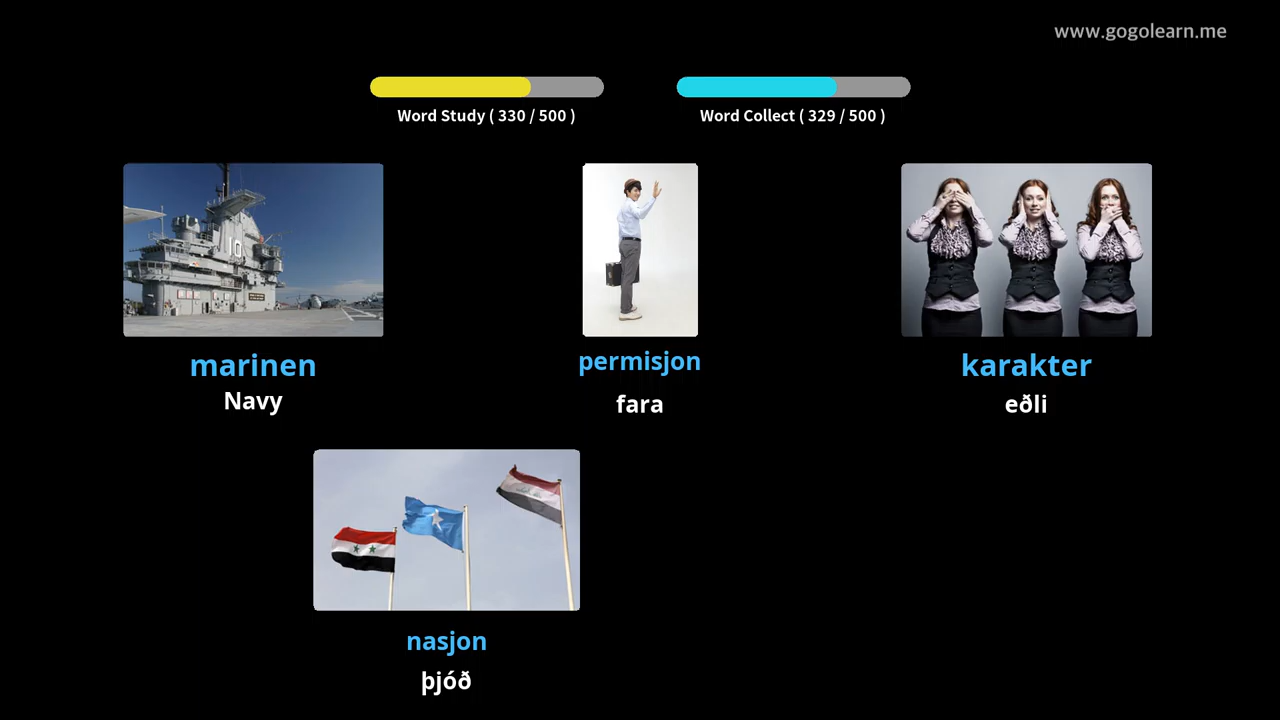 www.gogolearn.me
Word Study ( 330 / 500 )
Word Collect ( 329 / 500 )
10
marinen
Navy
permisjon
fara
karakter
eðli
nasjon
þjóð